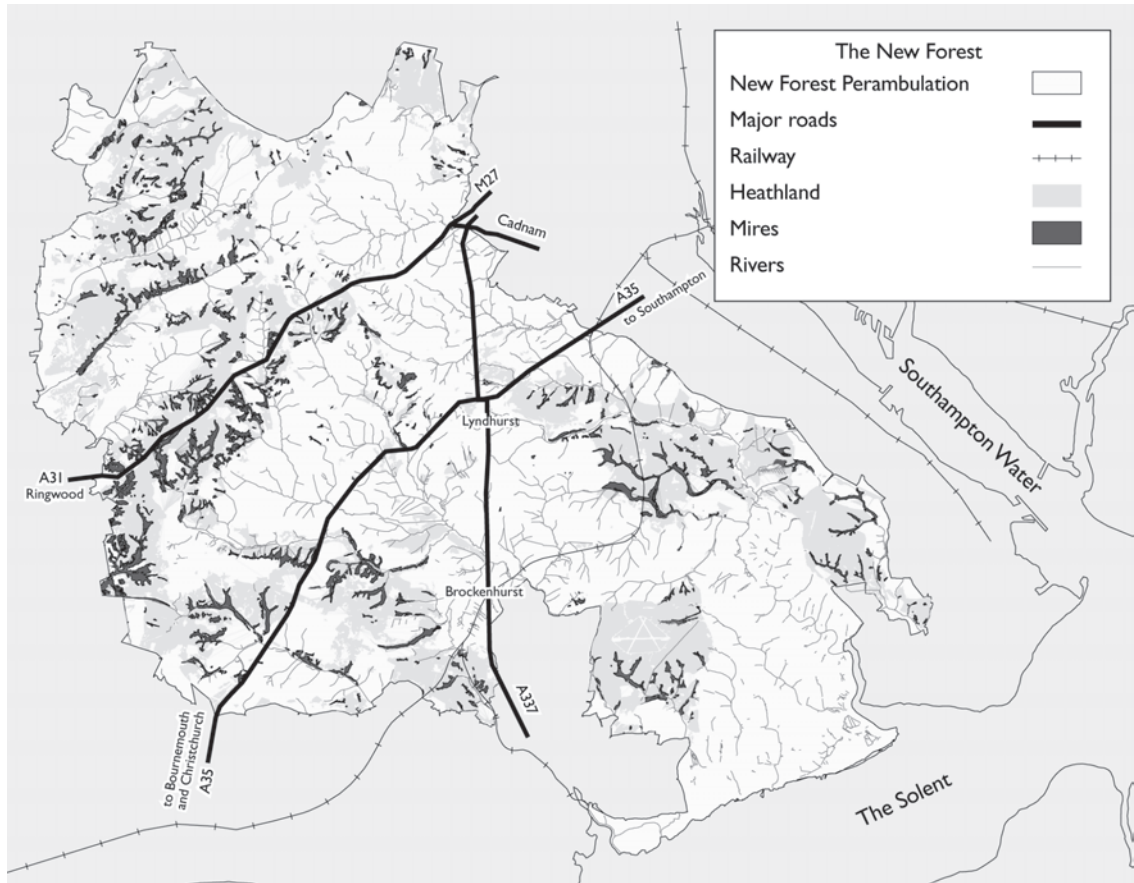 The New Forest
New Forest Perambulation
Major roads
Railway
Heathland
Mires
Rivers
M27
Cadnam
A35
to Southampton
Southampton Water
Lyndhurst
A31
Ringwood
Brockenhurst
A337
to Bournemouth
and Christchurch
A35
The Solent